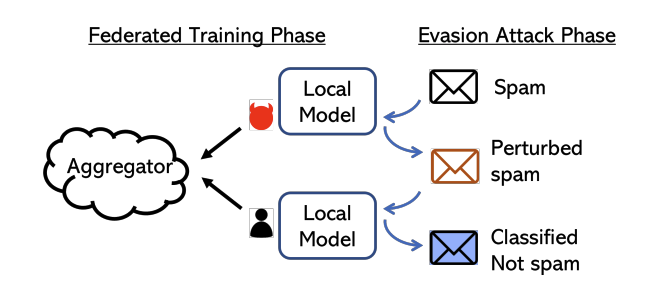 Federated Training Phase
Evasion Attack Phase
Local
Model
Spam
Aggregator
Perturbed
spam
Local
Model
Classified
Not spam